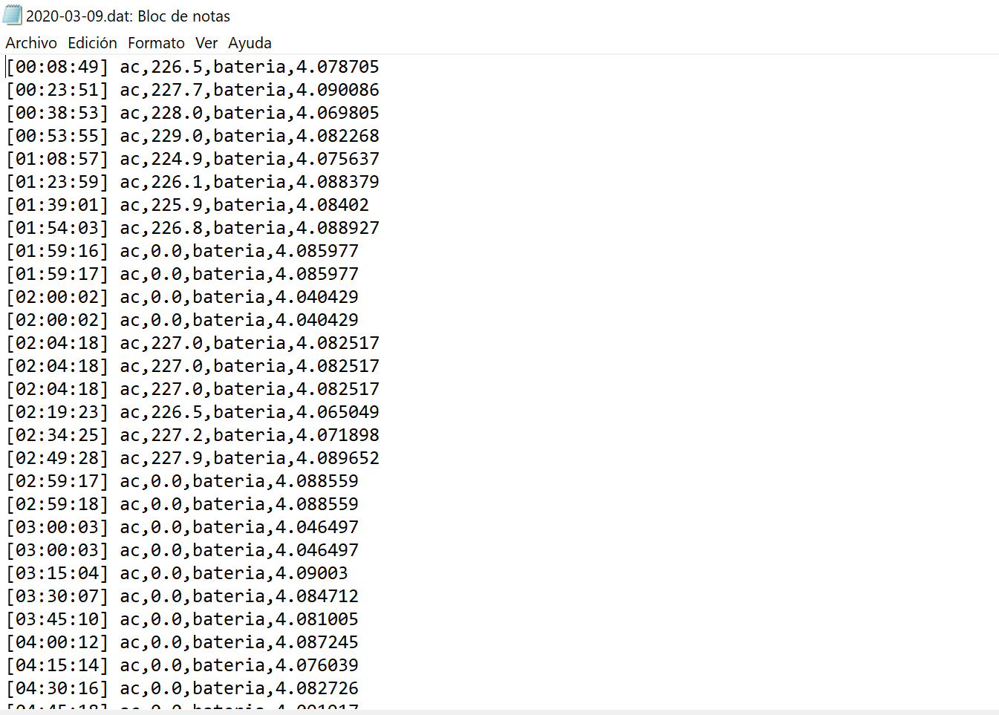 2020-03-09.dat: Bloc de notas
Archivo Edición Formato Ver Ayuda
[00:08:49] ac,226.5,bateria,4.078705
[00:23:51] ac,227.7,bateria,4.090086
[00:38:53] ac,228.0,bateria,4.069805
[00:53:55] ac,229.0,bateria,4.082268
[01:08:57] ac,224.9,bateria,4.075637
[01:23:59] ac,226.1,bateria,4.088379
[01:39:01] ac,225.9,bateria,4.08402
[01:54:03] ac,226.8,bateria,4.088927
[01:59:16] ac,0.0,bateria,4.085977
[01:59:17] ac,0.0,bateria,4.085977
[02:00:02] ac,0.0,bateria,4.040429
[02:00:02] ac,0.0,bateria,4.040429
[02:04:18] ac,227.0,bateria,4.082517
[02:04:18] ac,227.0,bateria,4.082517
[02:04:18] ac,227.0,bateria,4.082517
[02:19:23] ac,226.5,bateria,4.065049
[02:34:25] ac,227.2,bateria,4.071898
[02:49:28] ac,227.9,bateria,4.089652
[02:59:17] ac,0.0,bateria,4.088559
[02:59:18] ac,0.0,bateria,4.088559
[03:00:03] ac,0.0,bateria,4.046497
[03:00:03] ac,0.0,bateria,4.046497
[03:15:04] ac,0.0,bateria,4.09003
[03:30:07] ac,0.0,bateria,4.084712
[03:45:10] ac,0.0,bateria,4.081005
[04:00:12] ac,0.0,bateria,4.087245
[04:15:14] ac,0.0,bateria,4.076039
[04:30:16] ac,0.0,bateria,4.082726